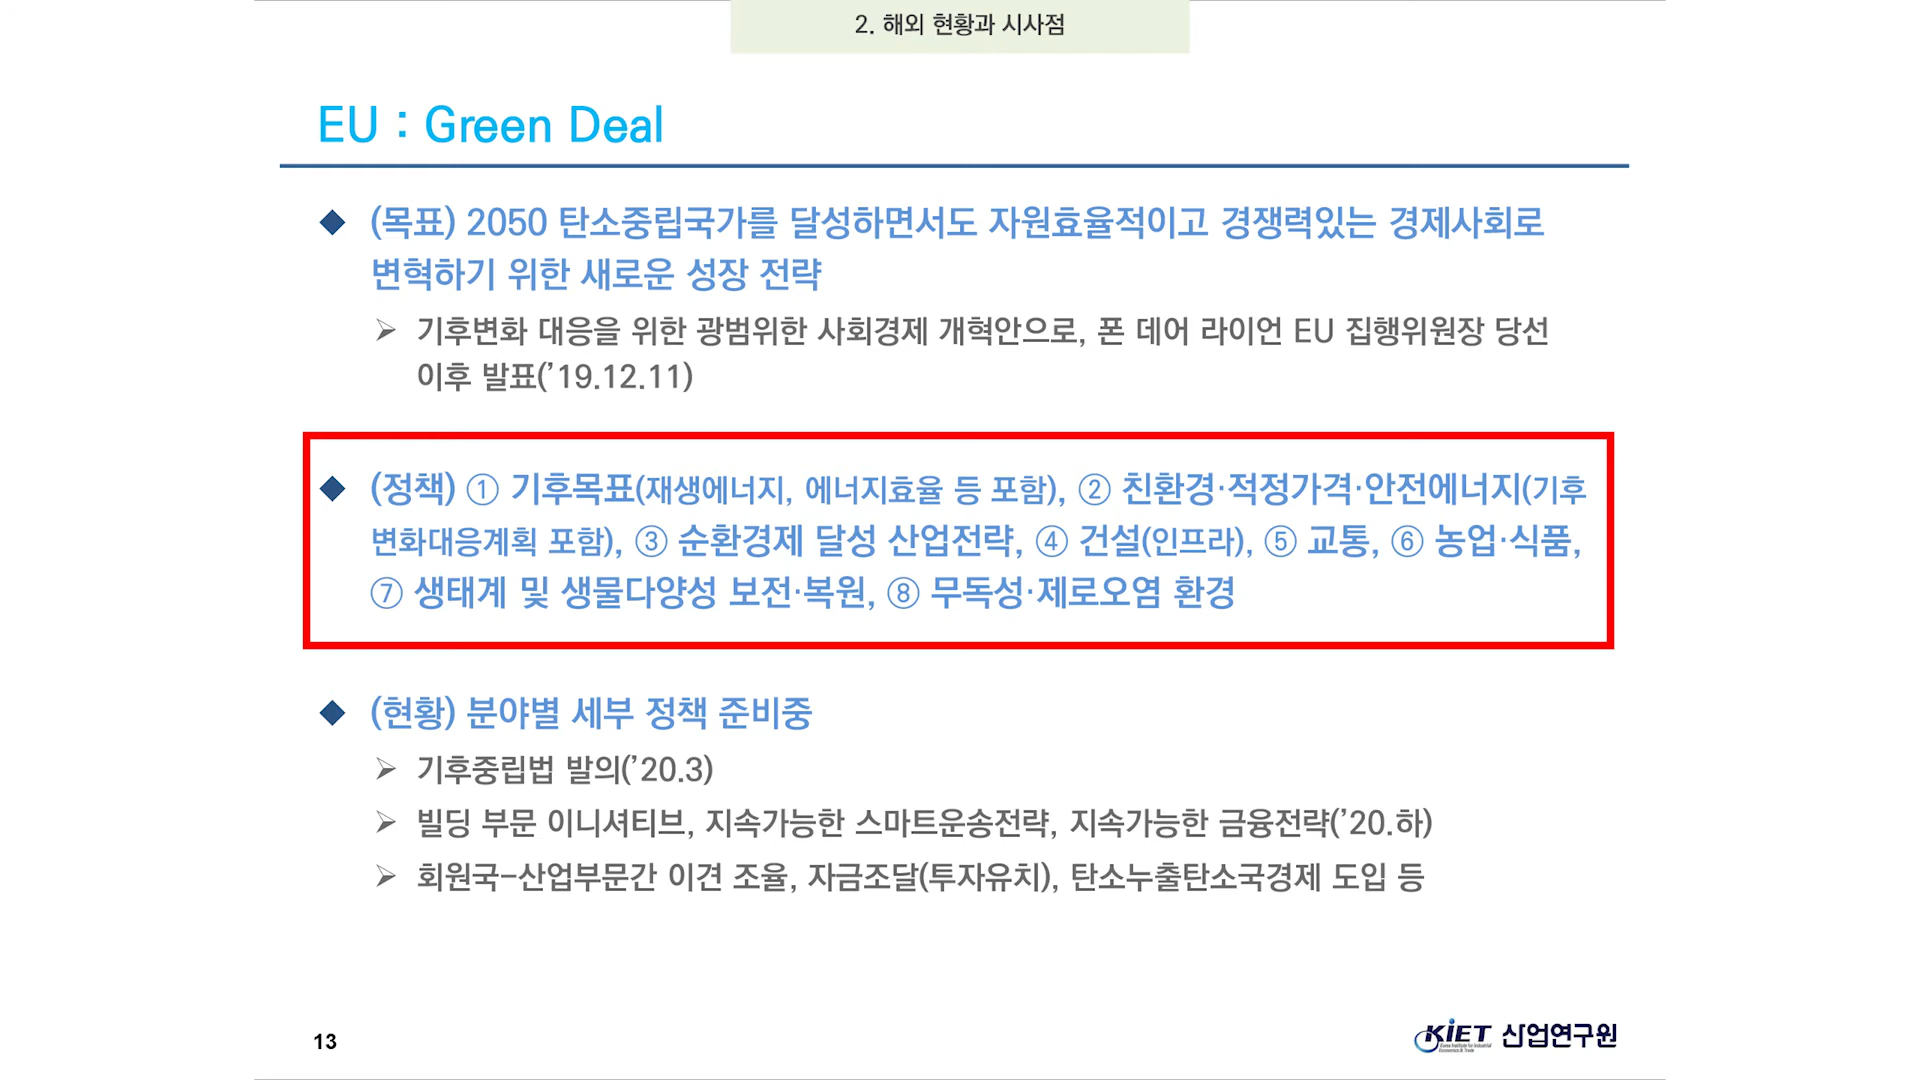 2. 해외 현황과 시사점
EU : Green Deal
◆ (목표) 2050 탄소중립국가를 달성하면서도 자원효율적이고 경쟁력있는 경제사회로
변혁하기 위한 새로운 성장 전략
➢ 기후변화 대응을 위한 광범위한 사회경제 개혁안으로, 폰 데어 라이언 EU 집행위원장 당선
이후 발표(’19.12.11)
◆ (정책) ① 기후목표(재생에너지, 에너지효율 등 포함), ② 친환경·적정가격·안전에너지(기후
변화대응계획 포함), ③ 순환경제 달성 산업전략, ④ 건설(인프라), ⑤ 교통, ⑥ 농업·식품,
⑦ 생태계 및 생물다양성 보전·복원, ⑧ 무독성·제로오염 환경
◆ (현황) 분야별 세부 정책 준비중
➢ 기후중립법 발의(’20.3)
➢ 빌딩 부문 이니셔티브, 지속가능한 스마트운송전략, 지속가능한 금융전략(’20.하)
➢ 회원국-산업부문간 이견 조율, 자금조달(투자유치), 탄소누출탄소국경제 도입 등
13
KIET 산업연구원
Korea Institute for Industrial
Economics & Trade